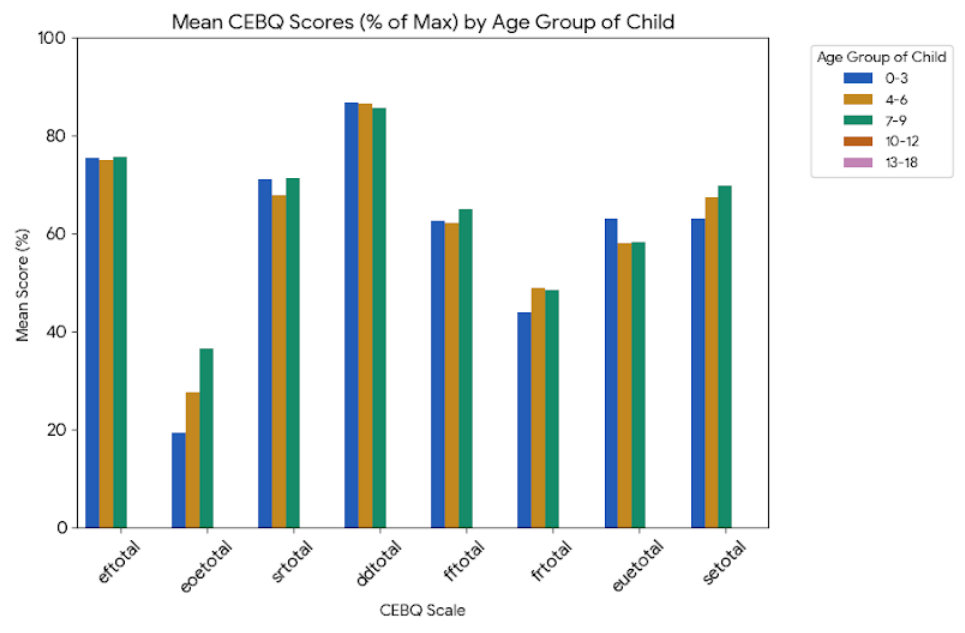 Mean CEBQ Scores (% of Max) by Age Group of Child
100
80
60
40
20
0
Mean Score (%)
eftotal
eoetotal
srtotal
ddtotal
fftotal
frtotal
euetotal
setotal
CEBQ Scale
Age Group of Child
0-3
4-6
7-9
10-12
13-18